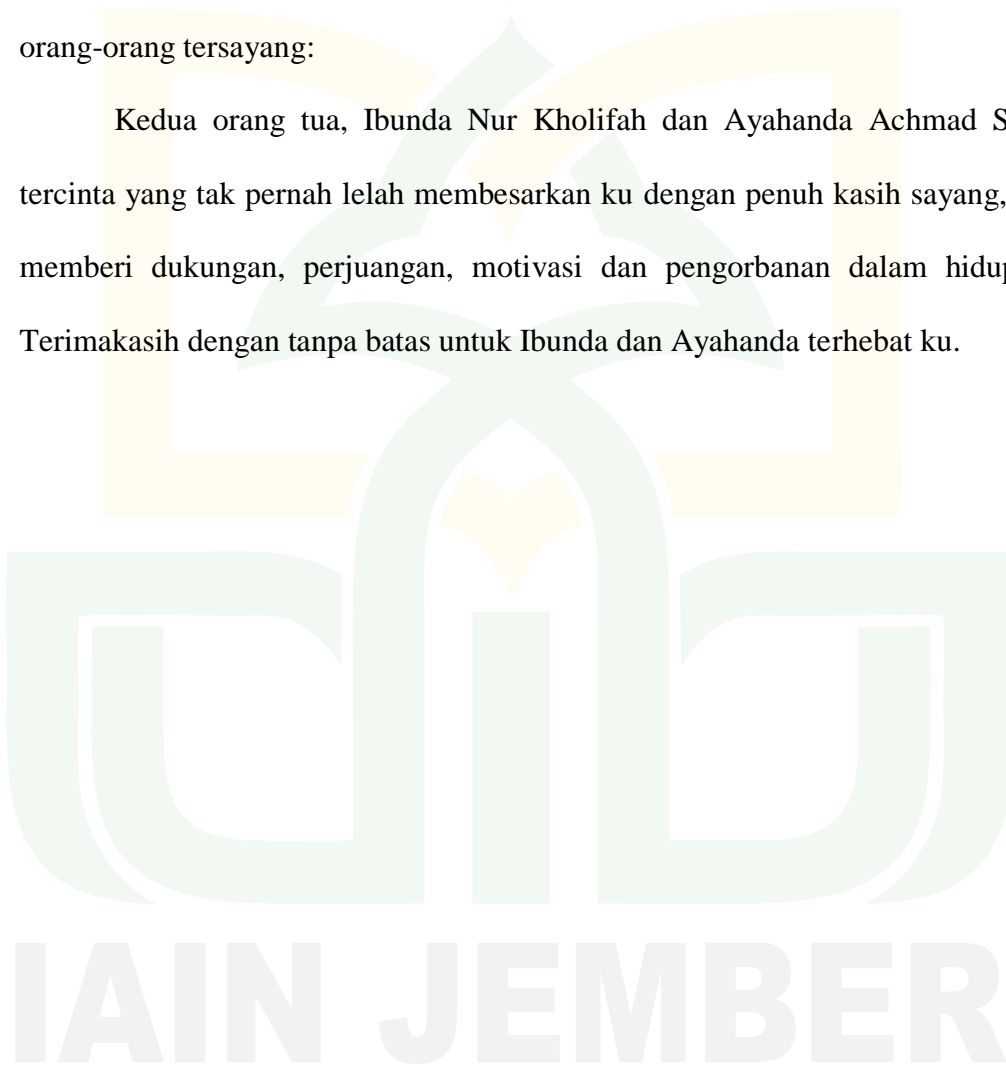 orang-orang tersayang:
Kedua orang tua, Ibunda Nur Kholifah dan Ayahanda Achmad S
tercinta yang tak pernah lelah membesarkan ku dengan penuh kasih sayang,
memberi dukungan, perjuangan, motivasi dan pengorbanan dalam hidup
Terimakasih dengan tanpa batas untuk Ibunda dan Ayahanda terhebat ku.
IAIN JEMBER